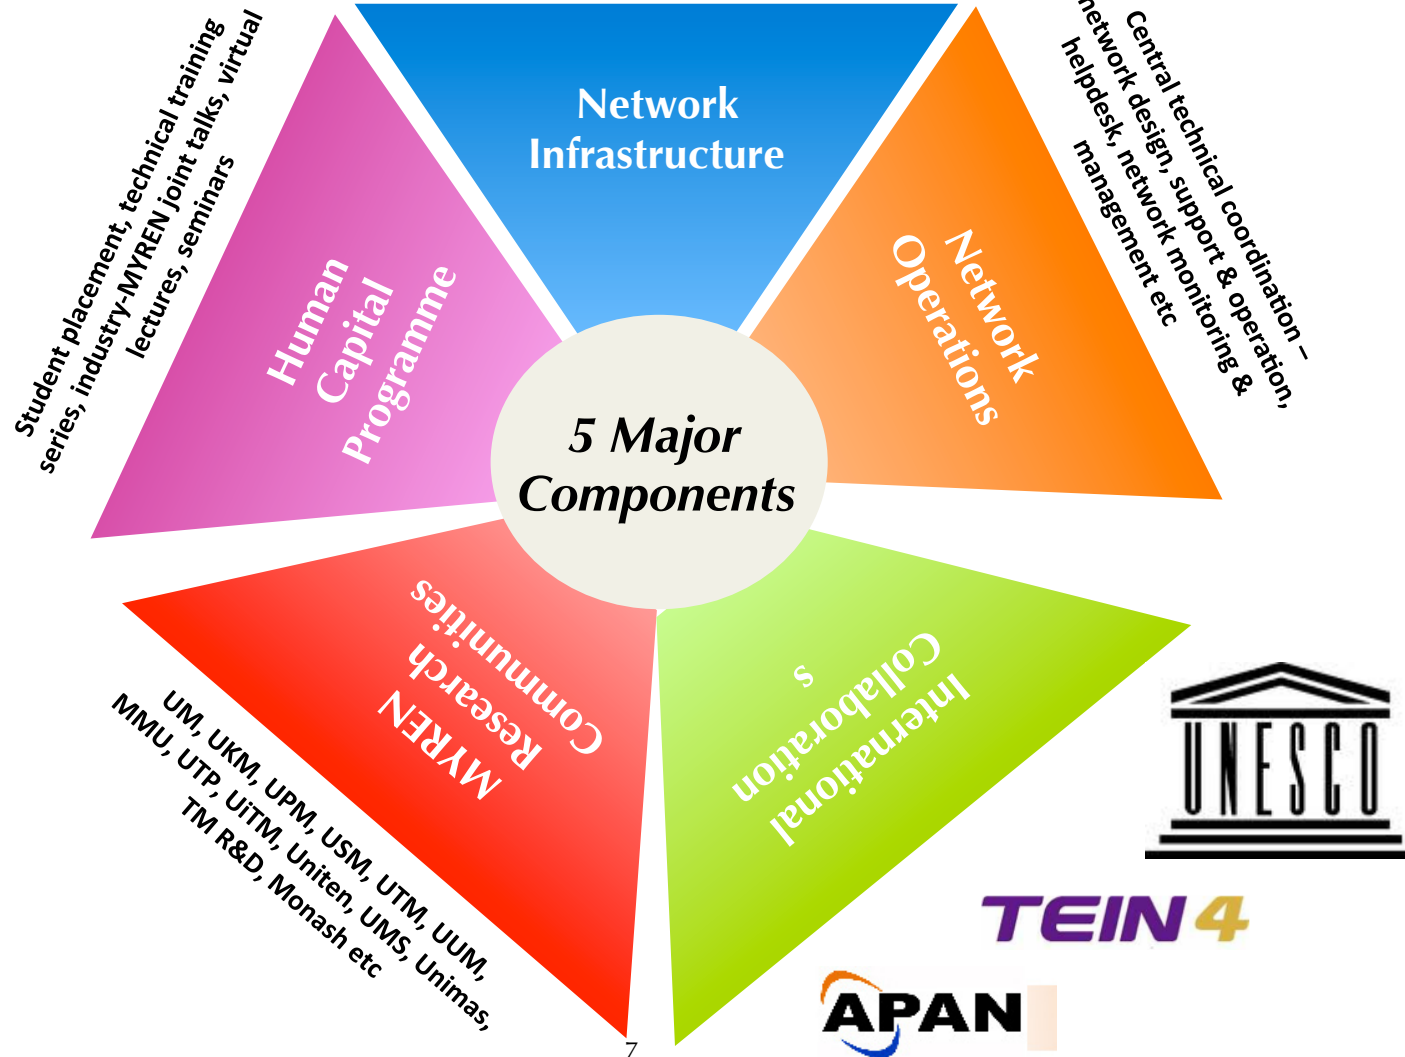 Network
Infrastructure
Network
Operations
Central technical coordination –
network design, support & operation,
helpdesk, network monitoring &
management etc
International
Collaboration
s
UNESCO
TEIN4
APAN
MYREN
Research
Communities
UM, UKM, UPM, USM, UTM, UUM,
MMU, UTP, UiTM, Uniten, UMS, Unimas,
TM R&D, Monash etc
Human
Capital
Programme
Student placement, technical training
series, industry-MYREN joint talks, virtual
lectures, seminars
5 Major
Components
7